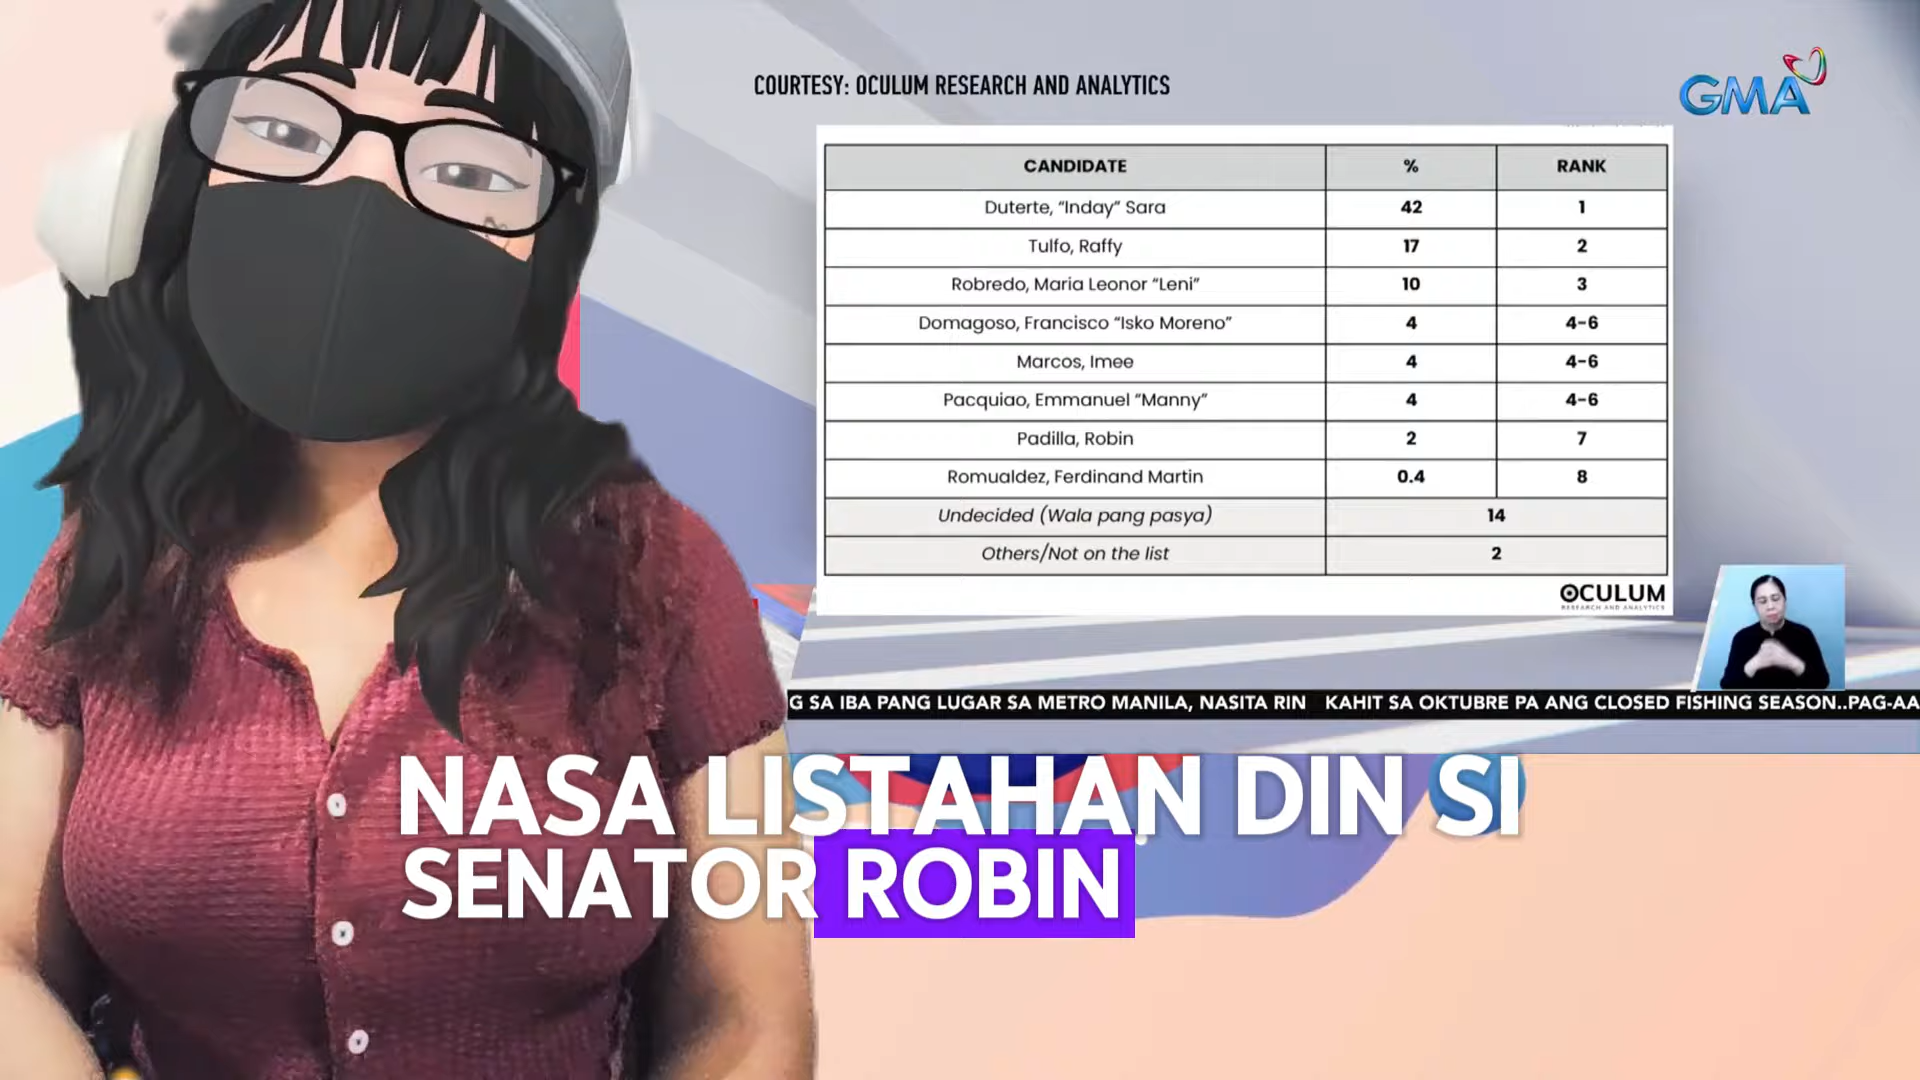 COURTESY: OCULUM RESEARCH AND ANALYTICS
GMA
CANDIDATE % RANK
Duterte, “Inday” Sara 42 1
Tulfo, Raffy 17 2
Robredo, Maria Leonor “Leni” 10 3
Domagoso, Francisco “Isko Moreno” 4 4-6
Marcos, Imee 4 4-6
Pacquiao, Emmanuel “Manny” 4 4-6
Padilla, Robin 2 7
Romualdez, Ferdinand Martin 0.4 8
Undecided (Wala pang pasya) 14
Others/Not on the list 2
OCULUM
RESEARCH AND ANALYTICS
G SA IBA PANG LUGAR SA METRO MANILA, NASITA RIN KAHIT SA OKTUBRE PA ANG CLOSED FISHING SEASON..PAG-AA
NASA LISTAHAN DIN SI
SENATOR ROBIN